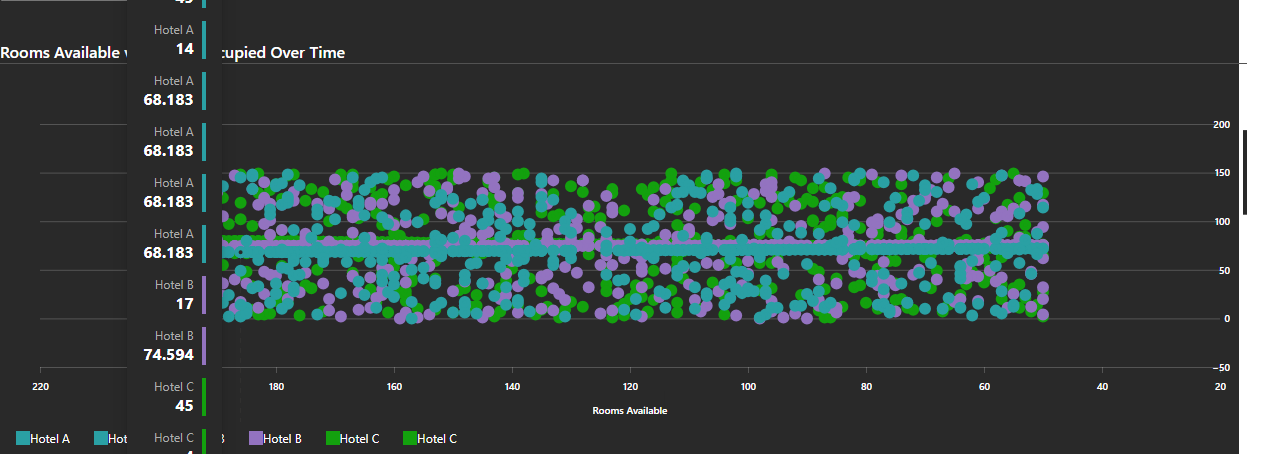 Hotel A
14
Rooms Available
cupied Over Time
Hotel A
68.183
Hotel A
68.183
Hotel A
68.183
Hotel A
68.183
Hotel B
17
Hotel B
74.594
Hotel C
45
Hotel C
200
150
100
50
0
−50
220
180
160
140
120
100
80
60
40
20
Rooms Available
Hotel A
Hot
Hotel B
Hotel C
Hotel C